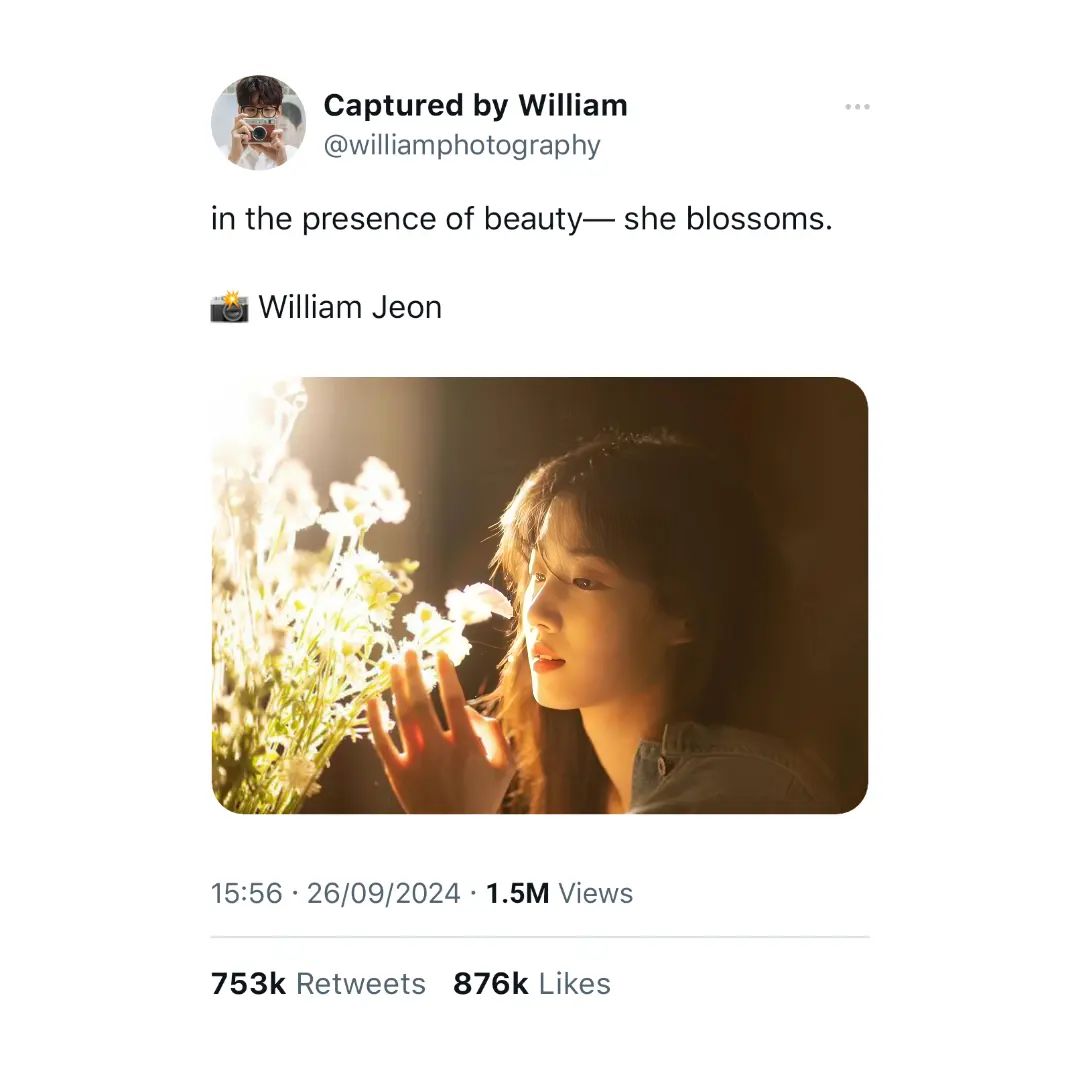 Captured by William
@williamphotography
in the presence of beauty— she blossoms.
📸 William Jeon
15:56 · 26/09/2024 · 1.5M Views
753k Retweets 876k Likes